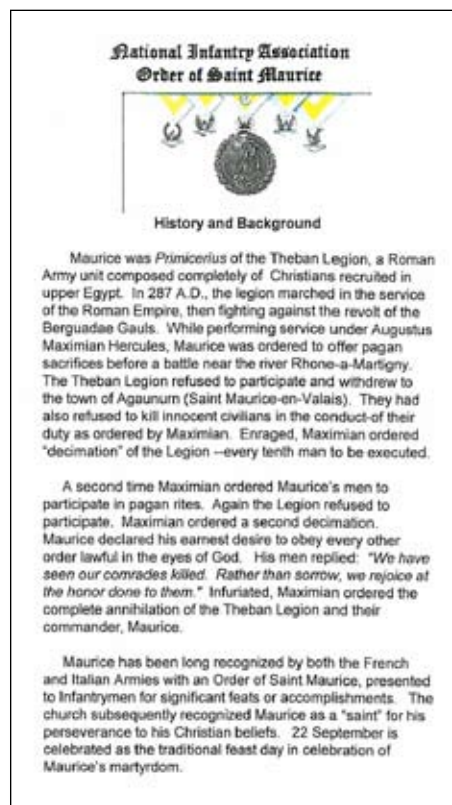 National Infantry Association
Order of Saint Maurice
History and Background
Maurice was Primicerius of the Theban Legion, a Roman
Army unit composed completely of Christians recruited in
upper Egypt. In 287 A.D., the legion marched in the service
of the Roman Empire, then fighting against the revolt of the
Berguadae Gauls. While performing service under Augustus
Maximian Hercules, Maurice was ordered to offer pagan
sacrifices before a battle near the river Rhone-a-Martigny.
The Theban Legion refused to participate and withdrew to
the town of Agaunum (Saint Maurice-en-Valais). They had
also refused to kill innocent civilians in the conduct-of their
duty as ordered by Maximian. Enraged, Maximian ordered
"decimation" of the Legion --every tenth man to be executed.
A second time Maximian ordered Maurice's men to
participate in pagan rites. Again the Legion refused to
participate. Maximian ordered a second decimation.
Maurice declared his earnest desire to obey every other
order lawful in the eyes of God. His men replied: "We have
seen our comrades killed. Rather than sorrow, we rejoice at
the honor done to them." Infuriated, Maximian ordered the
complete annihilation of the Theban Legion and their
commander, Maurice.
Maurice has been long recognized by both the French
and Italian Armies with an Order of Saint Maurice, presented
to Infantrymen for significant feats or accomplishments. The
church subsequently recognized Maurice as a "saint" for his
perseverance to his Christian beliefs. 22 September is
celebrated as the traditional feast day in celebration of
Maurice's martyrdom.